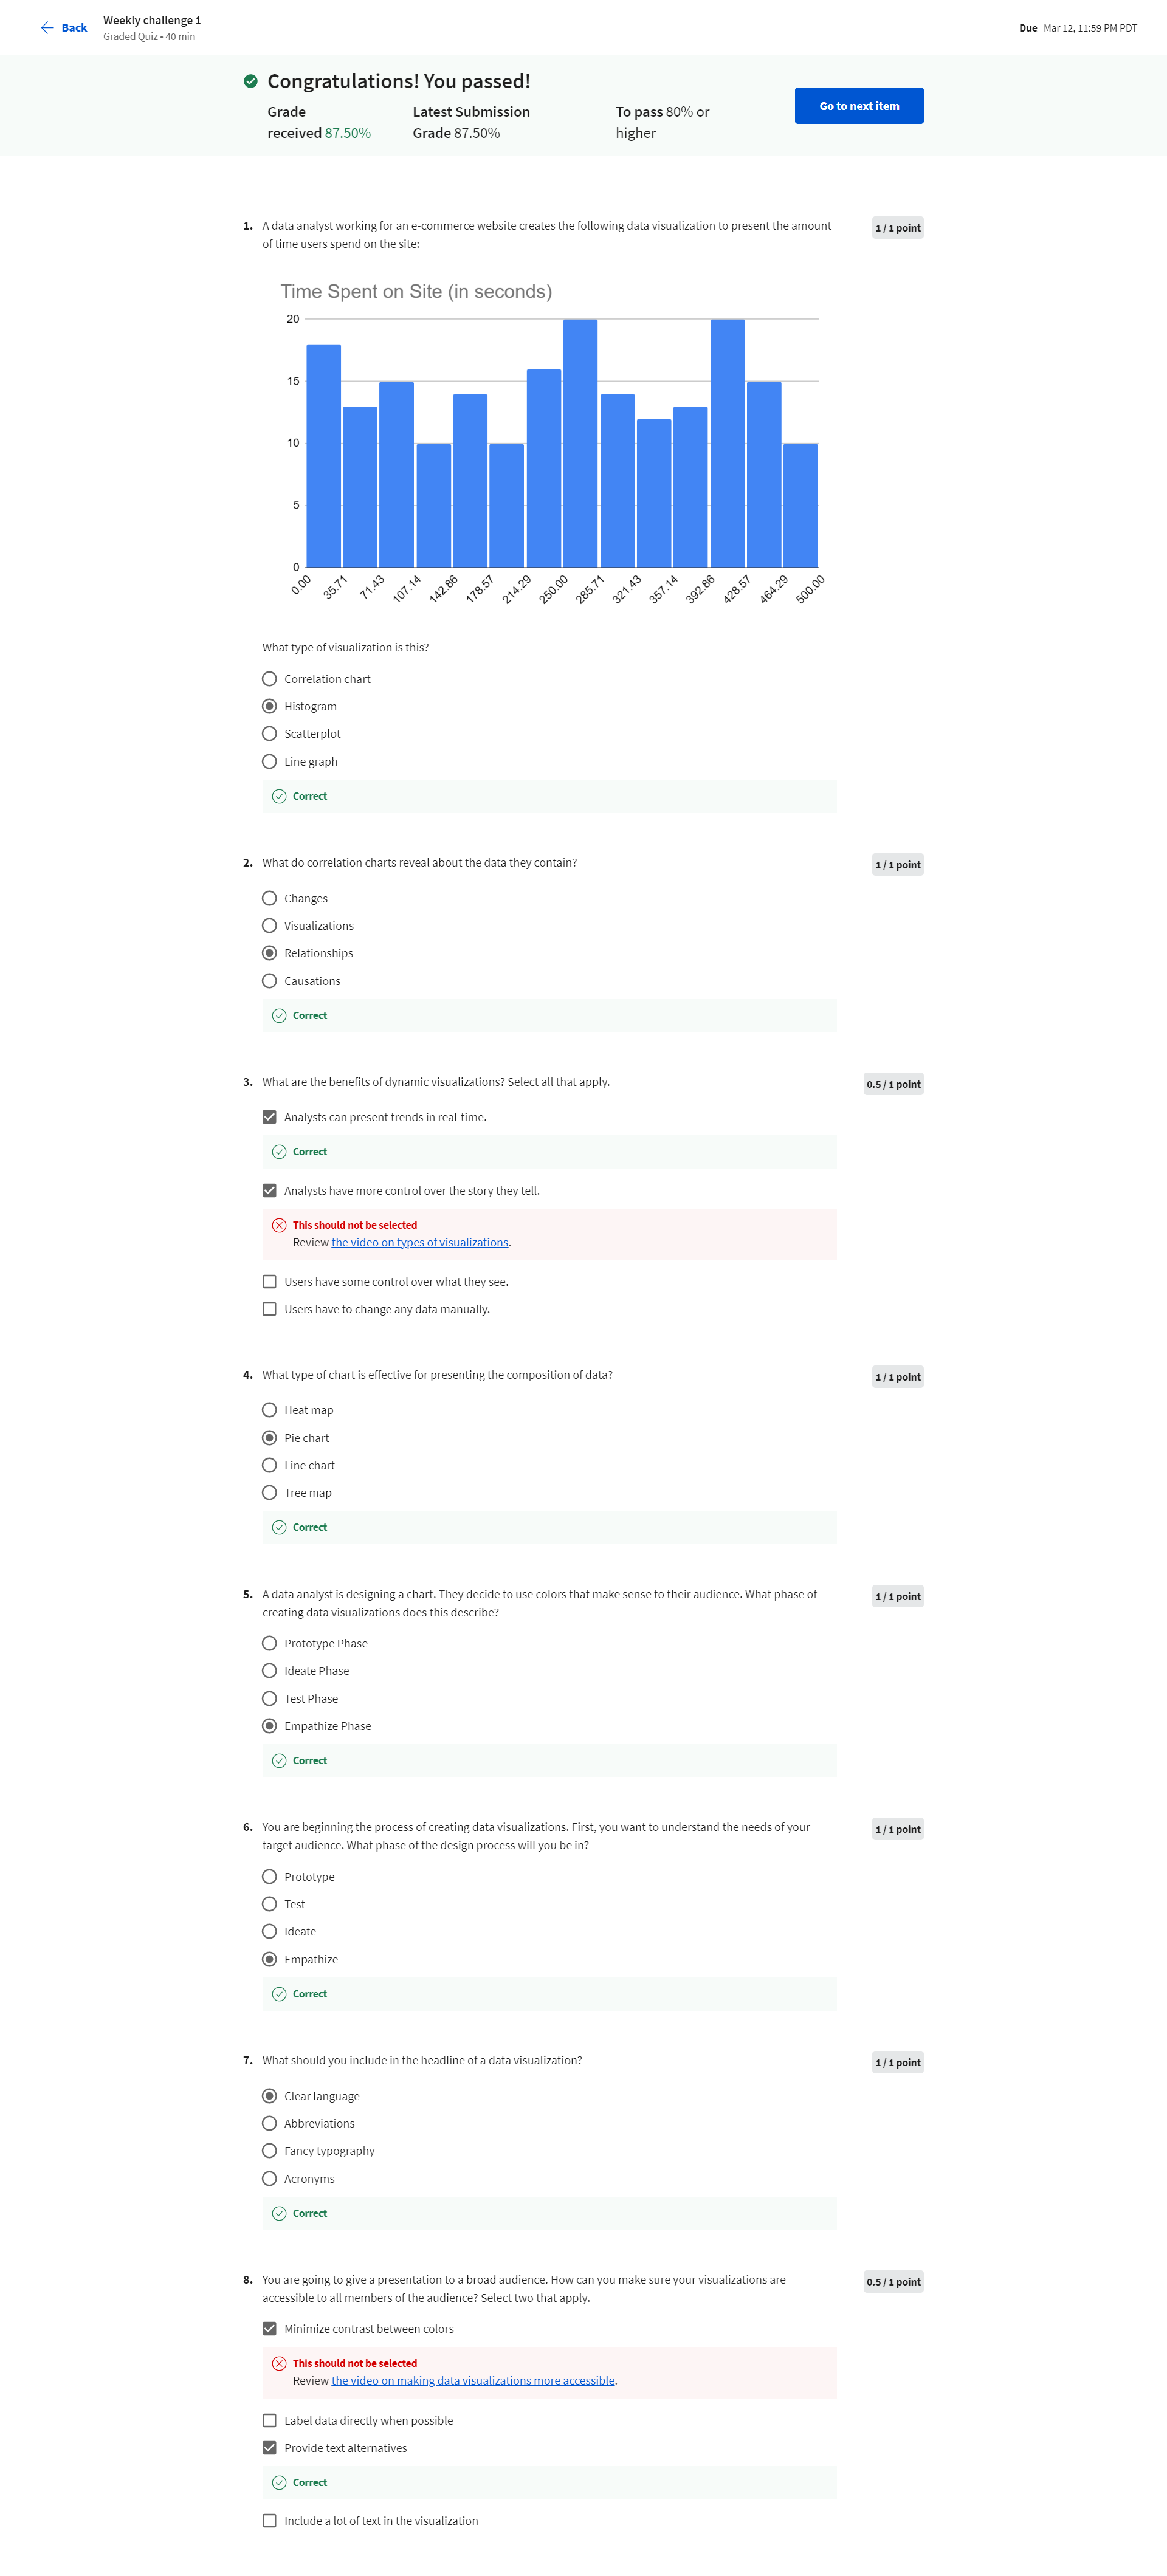 Back
Weekly challenge 1
Graded Quiz • 40 min
Due Mar 12, 11:59 PM PDT
Congratulations! You passed!
Grade
received 87.50%
Latest Submission
Grade 87.50%
To pass 80% or
higher
Go to next item
1. A data analyst working for an e-commerce website creates the following data visualization to present the amount
of time users spend on the site:
1 / 1 point
Time Spent on Site (in seconds)
20
15
10
5
0
0.00 35.71 71.43 107.14 142.86 178.57 214.29 250.00 285.71 321.43 357.14 392.86 428.57 464.29 500.00
What type of visualization is this?
Correlation chart
Histogram
Scatterplot
Line graph
Correct
2. What do correlation charts reveal about the data they contain?
1 / 1 point
Changes
Visualizations
Relationships
Causations
Correct
3. What are the benefits of dynamic visualizations? Select all that apply.
0.5 / 1 point
Analysts can present trends in real-time.
Correct
Analysts have more control over the story they tell.
This should not be selected
Review the video on types of visualizations.
Users have some control over what they see.
Users have to change any data manually.
4. What type of chart is effective for presenting the composition of data?
1 / 1 point
Heat map
Pie chart
Line chart
Tree map
Correct
5. A data analyst is designing a chart. They decide to use colors that make sense to their audience. What phase of
creating data visualizations does this describe?
1 / 1 point
Prototype Phase
Ideate Phase
Test Phase
Empathize Phase
Correct
6. You are beginning the process of creating data visualizations. First, you want to understand the needs of your
target audience. What phase of the design process will you be in?
1 / 1 point
Prototype
Test
Ideate
Empathize
Correct
7. What should you include in the headline of a data visualization?
1 / 1 point
Clear language
Abbreviations
Fancy typography
Acronyms
Correct
8. You are going to give a presentation to a broad audience. How can you make sure your visualizations are
accessible to all members of the audience? Select two that apply.
0.5 / 1 point
Minimize contrast between colors
This should not be selected
Review the video on making data visualizations more accessible.
Label data directly when possible
Provide text alternatives
Correct
Include a lot of text in the visualization